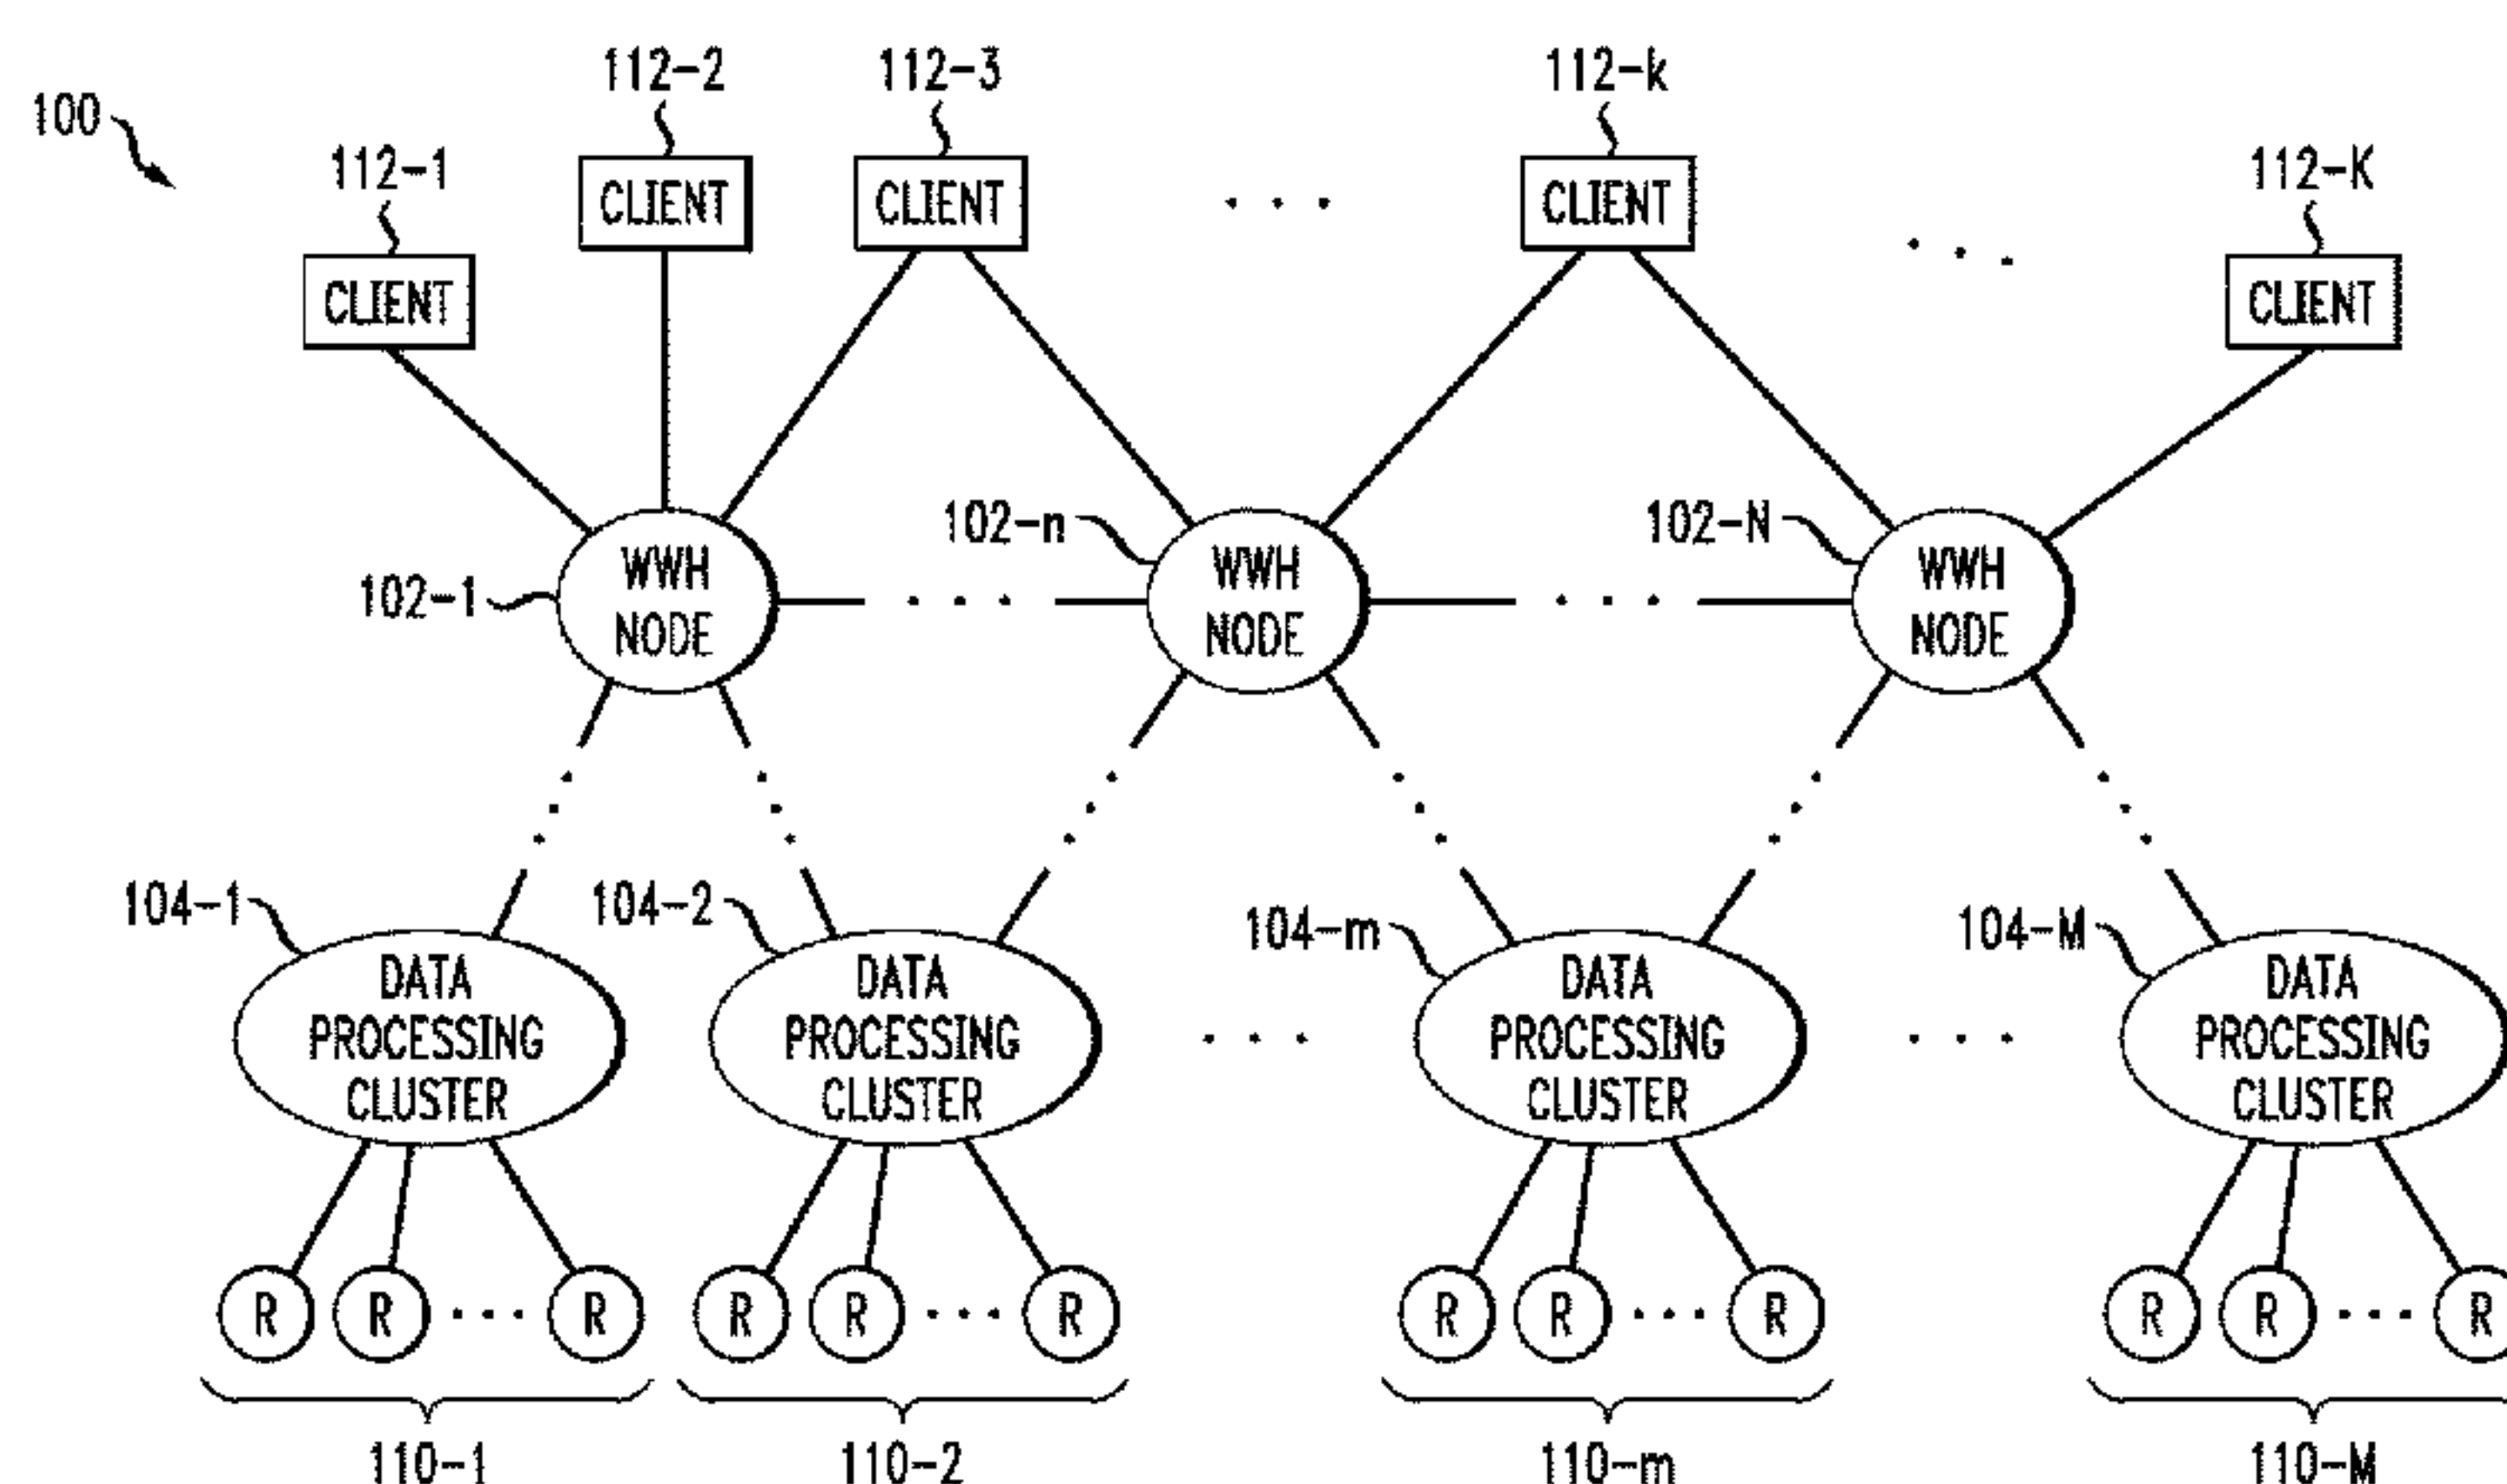 100
112-1
112-2
112-3
112-k
112-K
CLIENT
CLIENT
CLIENT
CLIENT
CLIENT
102-1
102-n
102-N
WWH
NODE
WWH
NODE
WWH
NODE
104-1
104-2
104-m
104-M
DATA
PROCESSING
CLUSTER
DATA
PROCESSING
CLUSTER
DATA
PROCESSING
CLUSTER
DATA
PROCESSING
CLUSTER
R R ... R
R R ... R
R R ... R
R R ... R
110-1
110-2
110-m
110-M